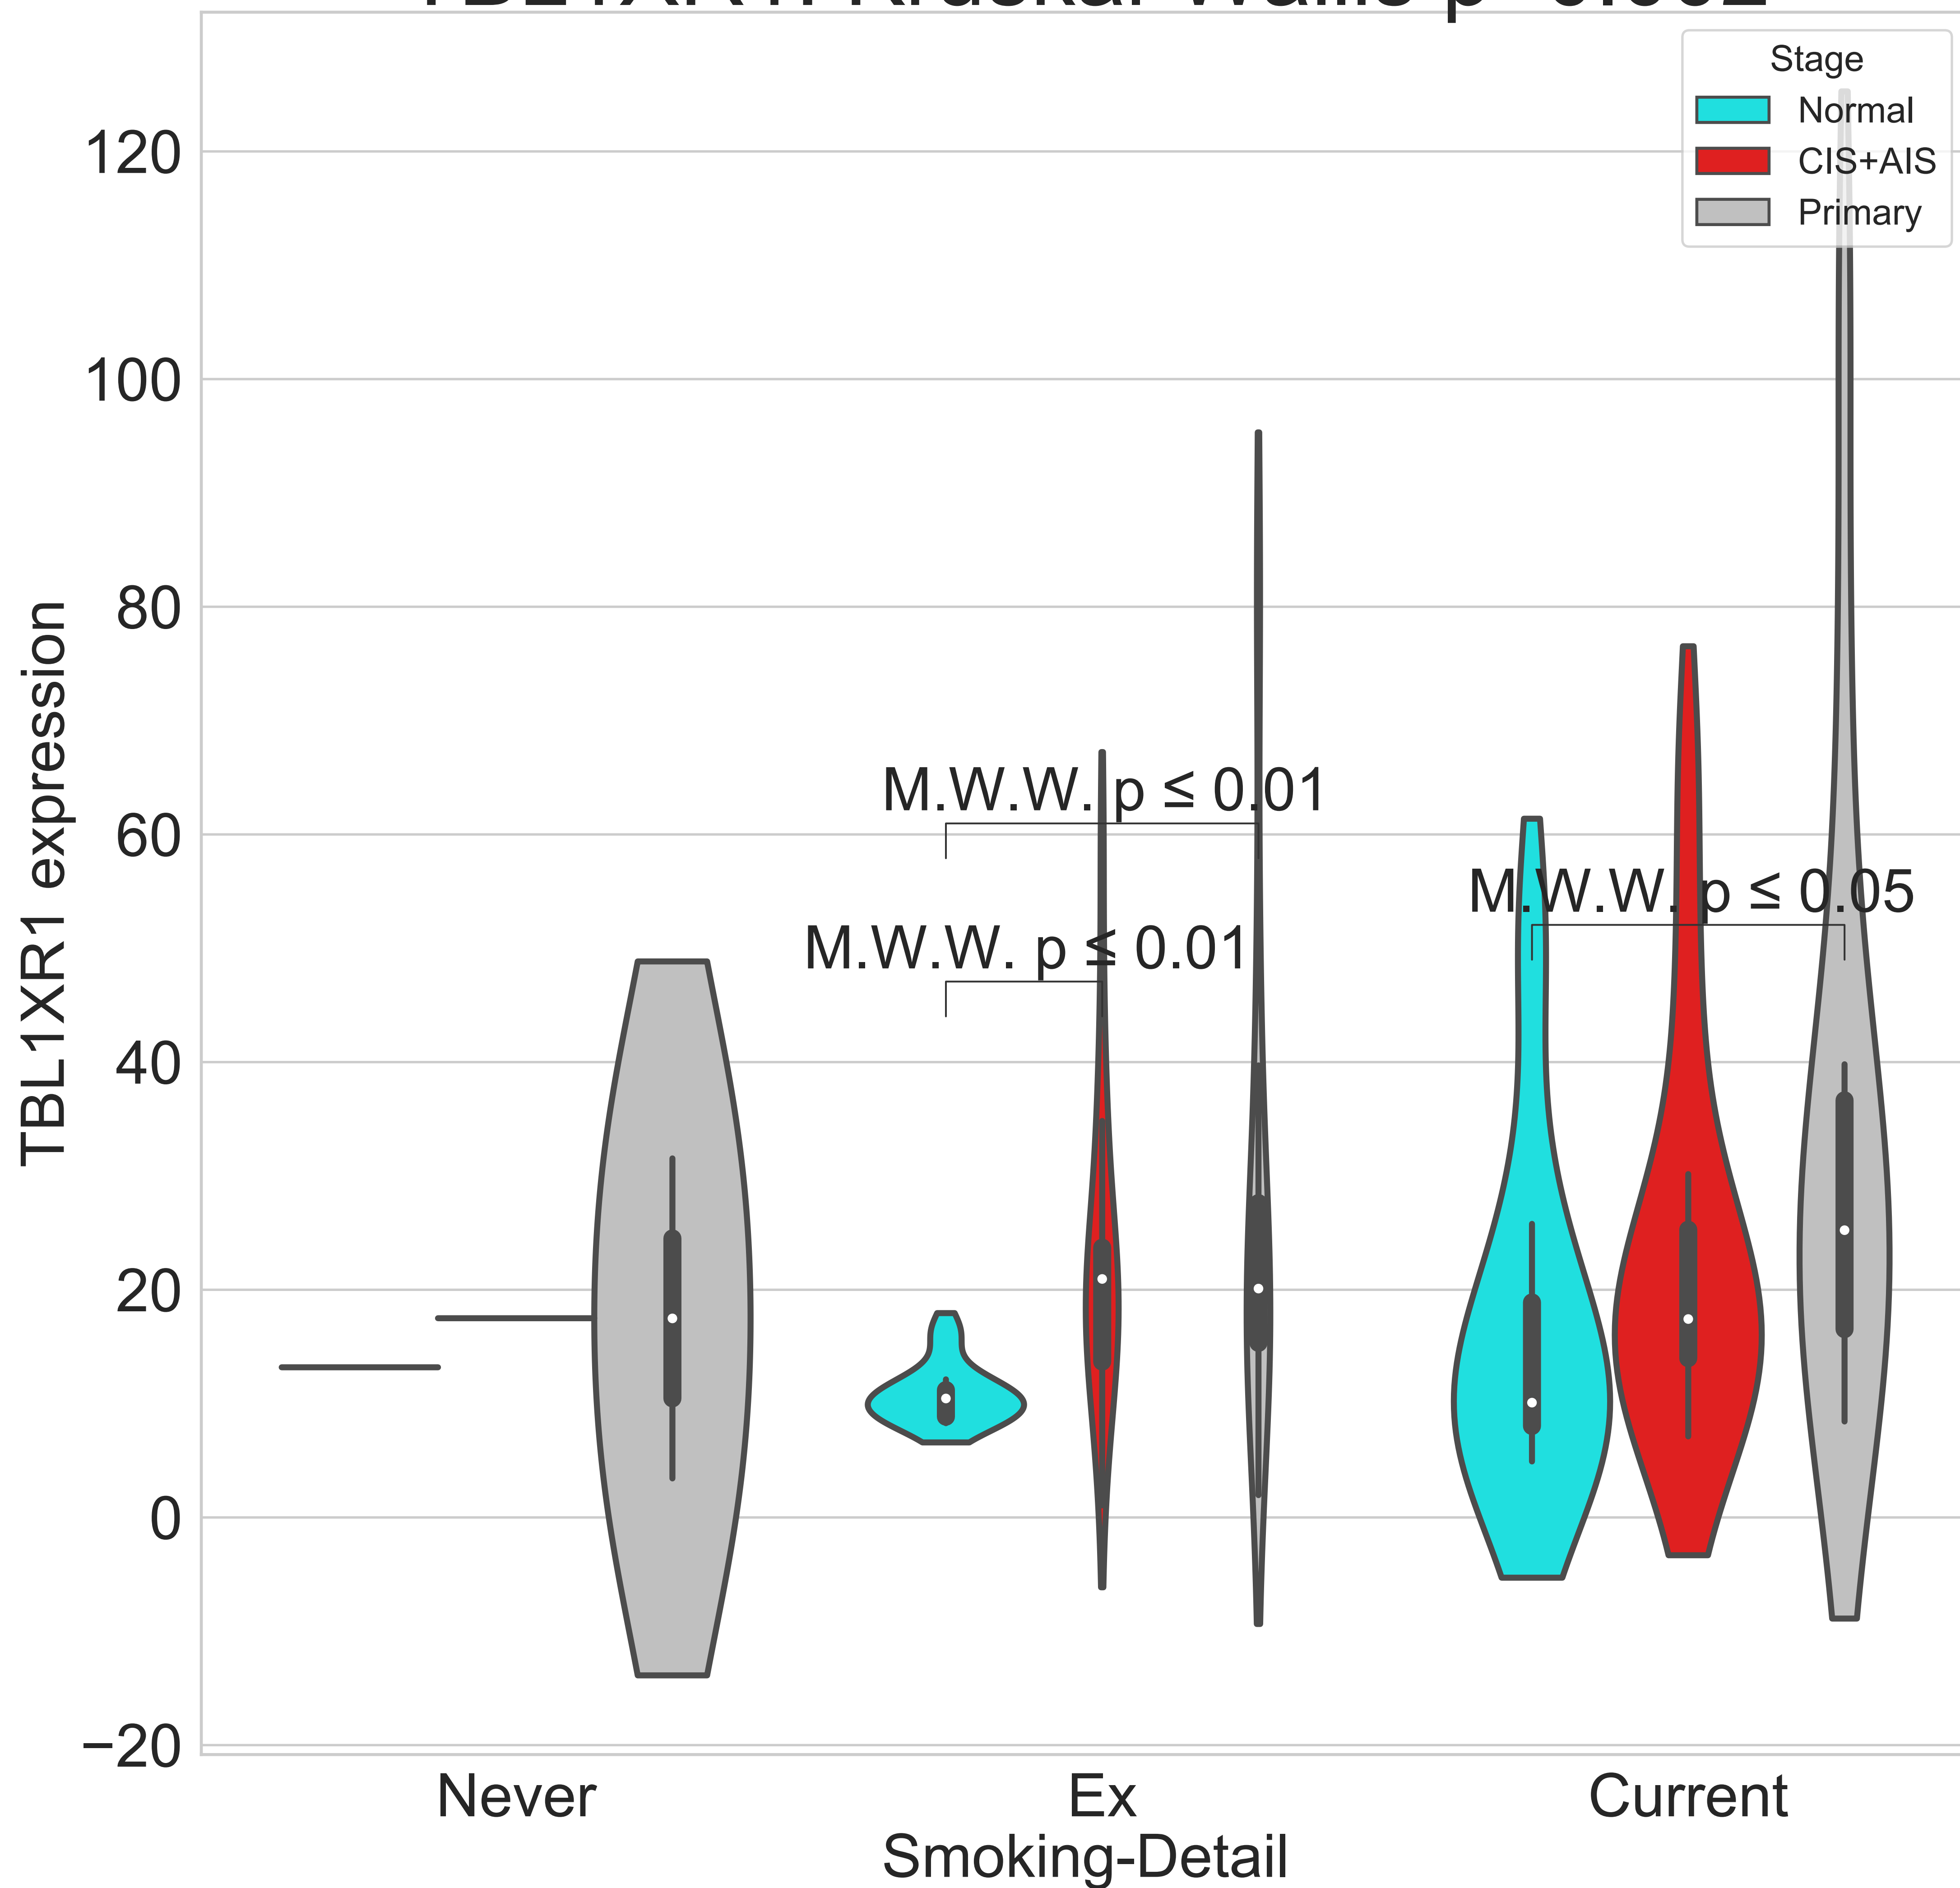 Stage
Normal
CIS+AIS
Primary
120
100
80
60
40
20
0
−20
TBL1XR1 expression
M.W.W. p ≤ 0.01
M.W.W. p ≤ 0.05
M.W.W. p ≤ 0.01
Never
Ex
Current
Smoking-Detail